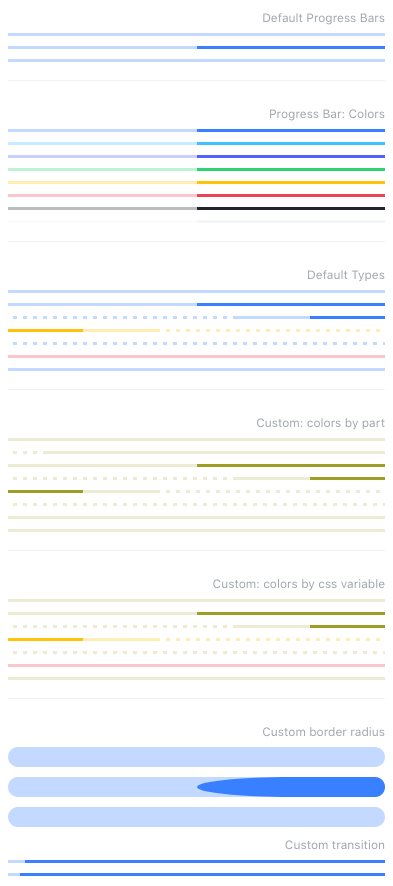 Default Progress Bars
Progress Bar: Colors
Default Types
Custom: colors by part
Custom: colors by css variable
Custom border radius
Custom transition